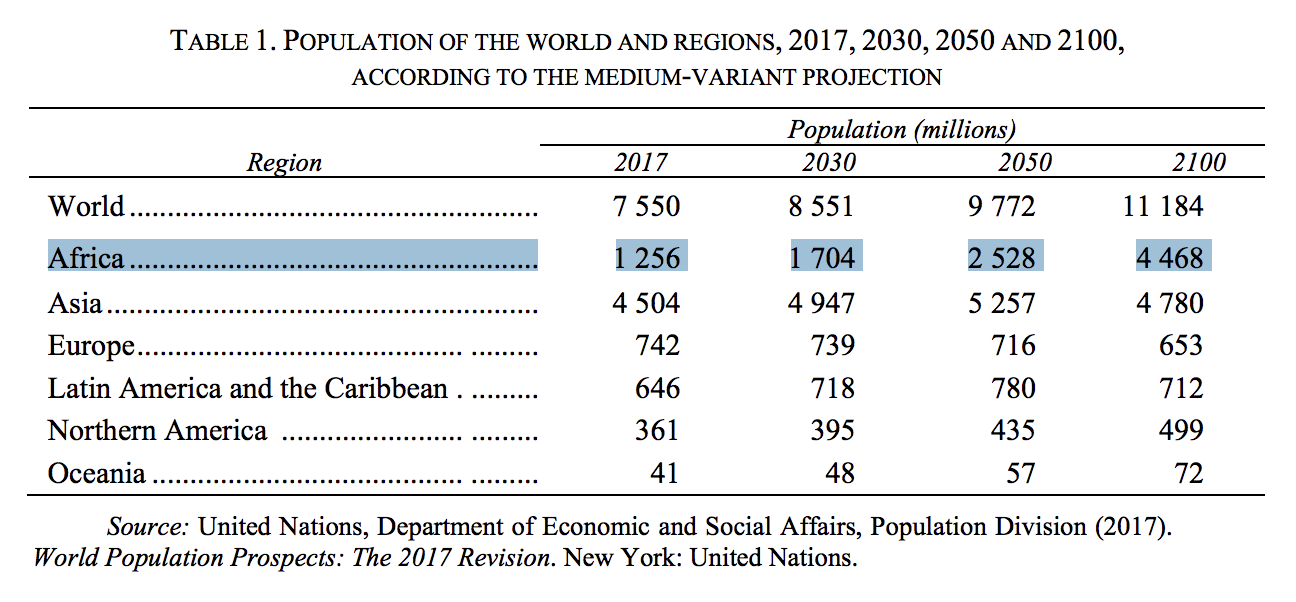 TABLE 1. POPULATION OF THE WORLD AND REGIONS, 2017, 2030, 2050 AND 2100,
ACCORDING TO THE MEDIUM-VARIANT PROJECTION
Population (millions)
Region 2017 2030 2050 2100
World .............................................. 7 550 8 551 9 772 11 184
Africa .............................................. 1 256 1 704 2 528 4 468
Asia ................................................ 4 504 4 947 5 257 4 780
Europe.................................... ......... 742 739 716 653
Latin America and the Caribbean . ......... 646 718 780 712
Northern America .................... ......... 361 395 435 499
Oceania ................................... ......... 41 48 57 72
Source: United Nations, Department of Economic and Social Affairs, Population Division (2017).
World Population Prospects: The 2017 Revision. New York: United Nations.